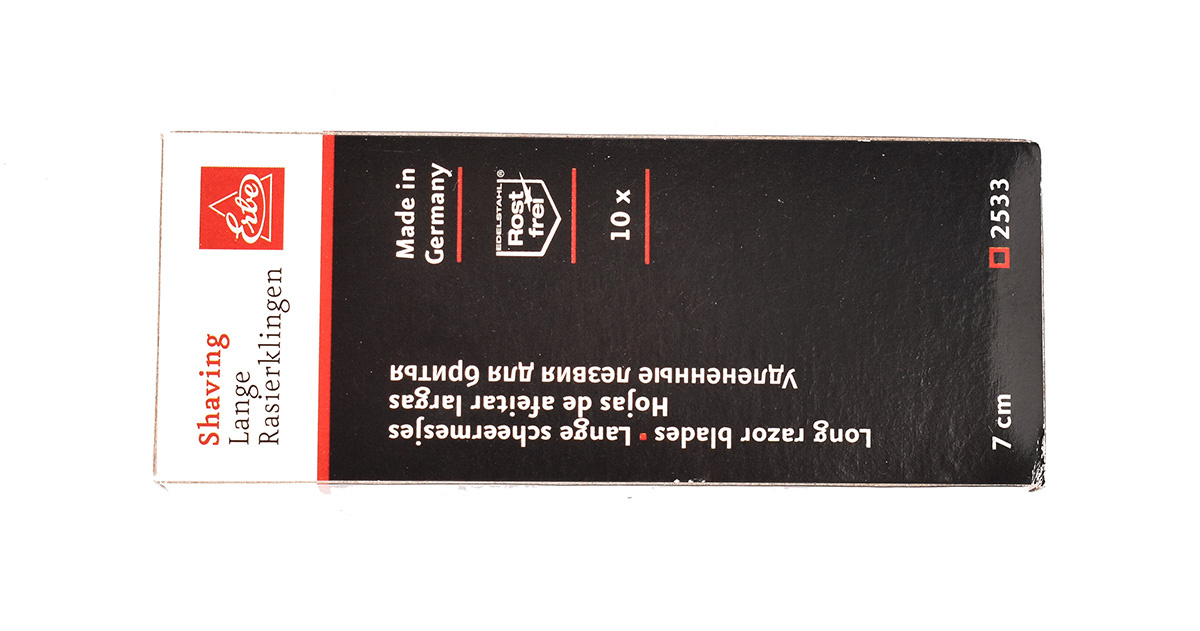 Erbe
Shaving
Lange
Rasierklingen
Made in
Germany
EDELSTAHL®
Rost
frei
10 x
Long razor blades • Lange scheermesjes
Hojas de afeitar largas
Удлененные лезвия для бритья
7 cm
2533